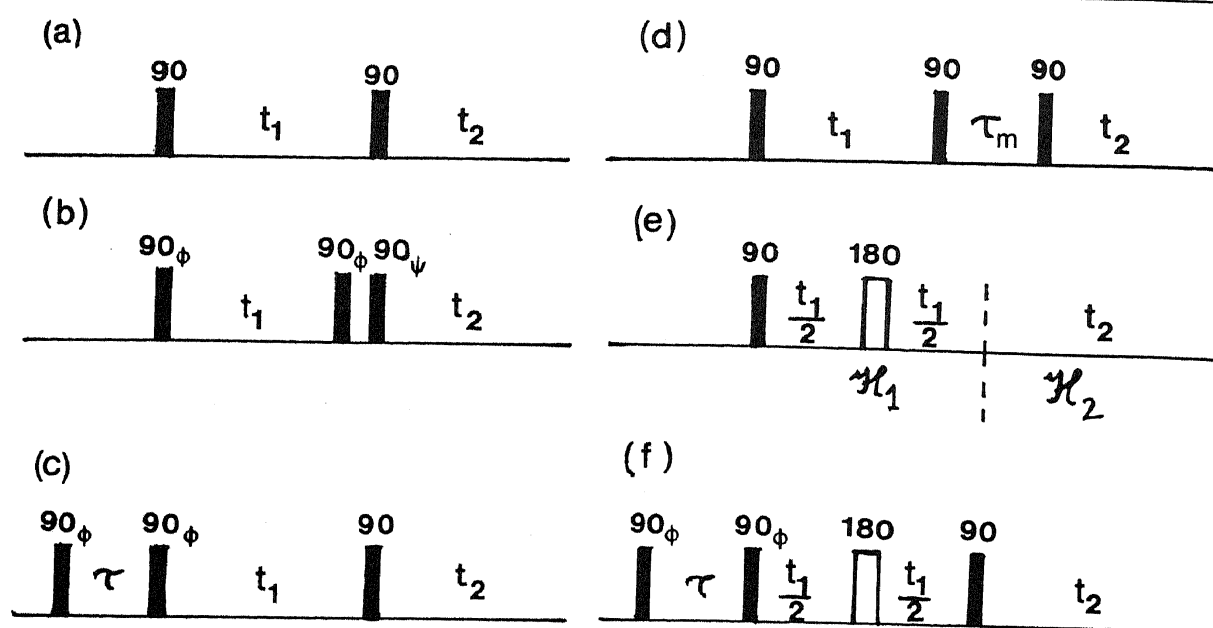 (a)
90 90
t₁ t₂
(b)
90ϕ 90ϕ 90ψ
t₁ t₂
(c)
90ϕ 90ϕ 90
τ t₁ t₂
(d)
90 90 90
t₁ τm t₂
(e)
90 180
t₁/2 t₁/2 t₂
ℋ₁ ℋ₂
(f)
90ϕ 90ϕ 180 90
τ t₁/2 t₁/2 t₂